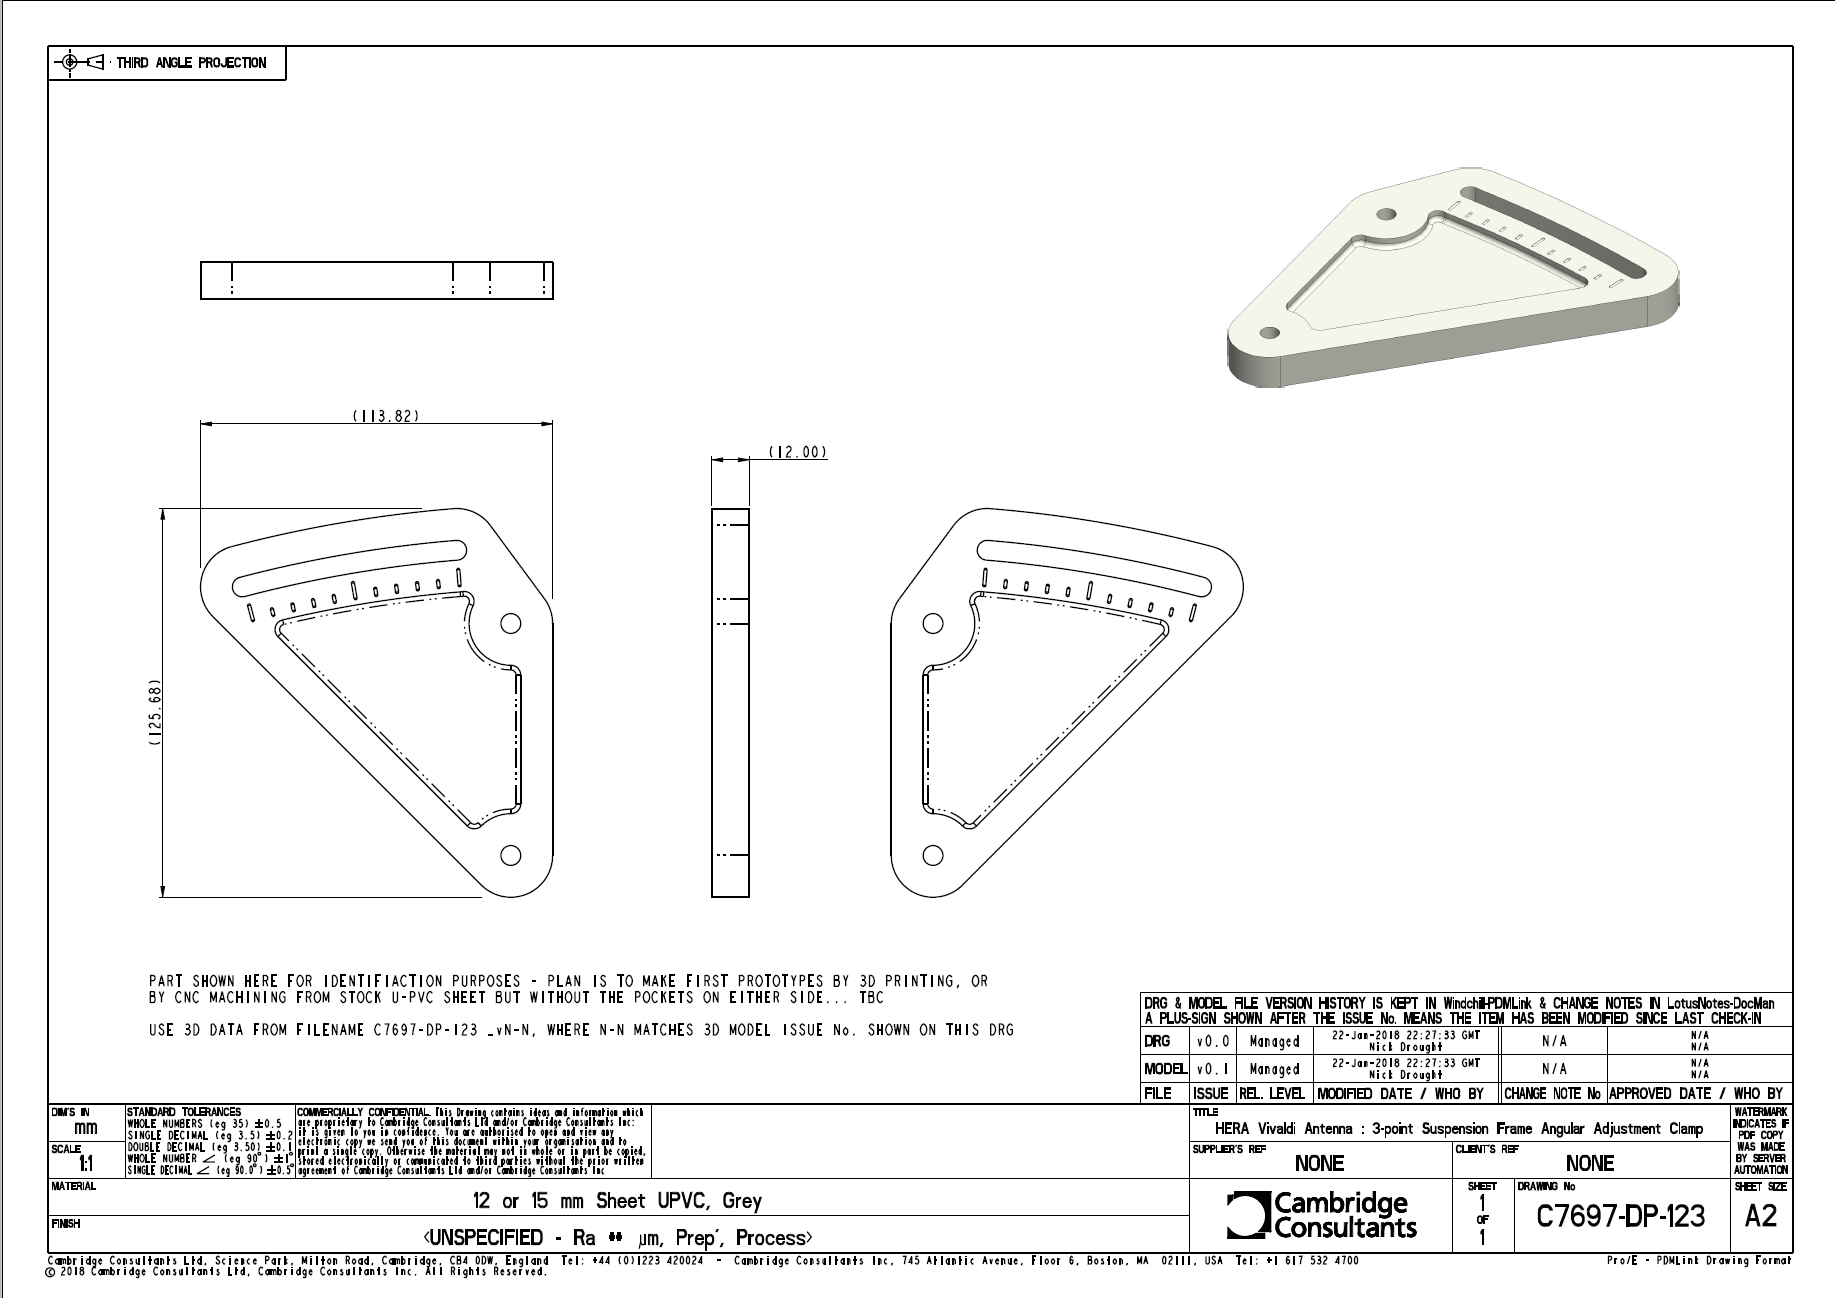 THIRD ANGLE PROJECTION
(113.82)
(12.00)
(125.68)
PART SHOWN HERE FOR IDENTIFIACTION PURPOSES - PLAN IS TO MAKE FIRST PROTOTYPES BY 3D PRINTING, OR
BY CNC MACHINING FROM STOCK U-PVC SHEET BUT WITHOUT THE POCKETS ON EITHER SIDE... TBC
USE 3D DATA FROM FILENAME C7697-DP-123 _vN-N, WHERE N-N MATCHES 3D MODEL ISSUE No. SHOWN ON THIS DRG
DRG & MODEL FILE VERSION HISTORY IS KEPT IN Windchill-PDMLink & CHANGE NOTES IN LotusNotes-DocMan
A PLUS-SIGN SHOWN AFTER THE ISSUE No. MEANS THE ITEM HAS BEEN MODIFIED SINCE LAST CHECK-IN
DRG v0.0 Managed 22-Jan-2018 22:27:33 GMT Nick Drought N/A N/A N/A
MODEL v0.1 Managed 22-Jan-2018 22:27:33 GMT Nick Drought N/A N/A N/A
FILE ISSUE REL. LEVEL MODIFIED DATE / WHO BY CHANGE NOTE No APPROVED DATE / WHO BY
DIM'S IN
mm
SCALE
1:1
STANDARD TOLERANCES
WHOLE NUMBERS (eg 35) ±0.5
SINGLE DECIMAL (eg 3.5) ±0.2
DOUBLE DECIMAL (eg 3.50) ±0.1
WHOLE NUMBER ∠ (eg 90°) ±1°
SINGLE DECIMAL ∠ (eg 90.0°) ±0.5°
COMMERCIALLY CONFIDENTIAL. This Drawing contains ideas and information which
are proprietary to Cambridge Consultants Ltd and/or Cambridge Consultants Inc:
it is given to you in confidence. You are authorised to open and view any
electronic copy we send you of this document within your organisation and to
print a single copy. Otherwise the material may not in whole or in part be copied,
stored electronically or communicated to third parties without the prior written
agreement of Cambridge Consultants Ltd and/or Cambridge Consultants Inc
TITLE
HERA Vivaldi Antenna : 3-point Suspension Frame Angular Adjustment Clamp
WATERMARK
INDICATES IF
PDF COPY
WAS MADE
BY SERVER
AUTOMATION
SUPPLIER'S REF
NONE
CLIENT'S REF
NONE
MATERIAL
12 or 15 mm Sheet UPVC, Grey
FINISH
<UNSPECIFIED - Ra ** µm, Prep', Process>
Cambridge
Consultants
SHEET
1
OF
1
DRAWING No
C7697-DP-123
SHEET SIZE
A2
Cambridge Consultants Ltd, Science Park, Milton Road, Cambridge, CB4 0DW, England Tel: +44 (0)1223 420024 - Cambridge Consultants Inc, 745 Atlantic Avenue, Floor 6, Boston, MA 02111, USA Tel: +1 617 532 4700
Pro/E - PDMLink Drawing Format
© 2018 Cambridge Consultants Ltd, Cambridge Consultants Inc. All Rights Reserved.